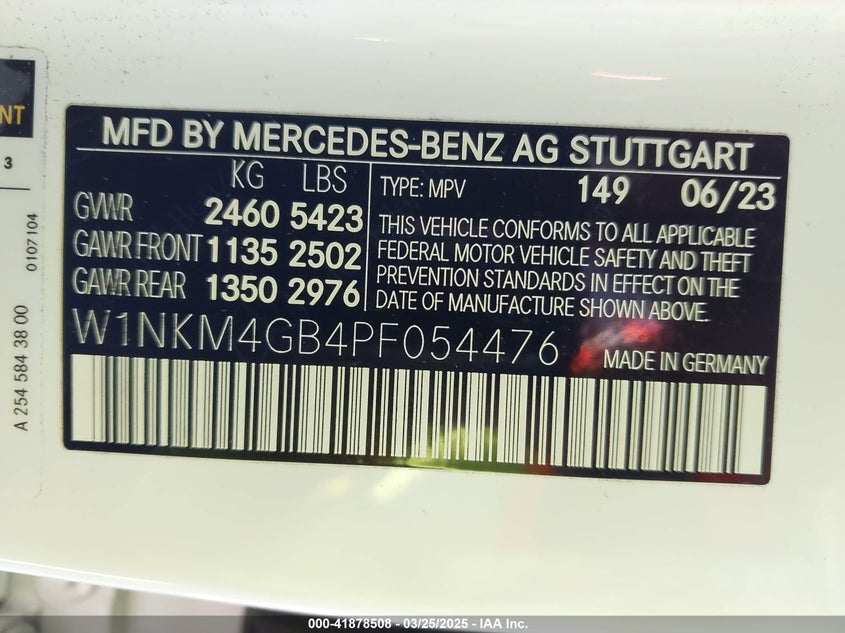 NT
3
0107104
A 254 584 38 00
MFD BY MERCEDES-BENZ AG STUTTGART
KG LBS
GVWR 2460 5423
GAWR FRONT 1135 2502
GAWR REAR 1350 2976
TYPE: MPV 149 06/23
THIS VEHICLE CONFORMS TO ALL APPLICABLE
FEDERAL MOTOR VEHICLE SAFETY AND THEFT
PREVENTION STANDARDS IN EFFECT ON THE
DATE OF MANUFACTURE SHOWN ABOVE.
W1NKM4GB4PF054476
MADE IN GERMANY
000-41878508 - 03/25/2025 - IAA Inc.